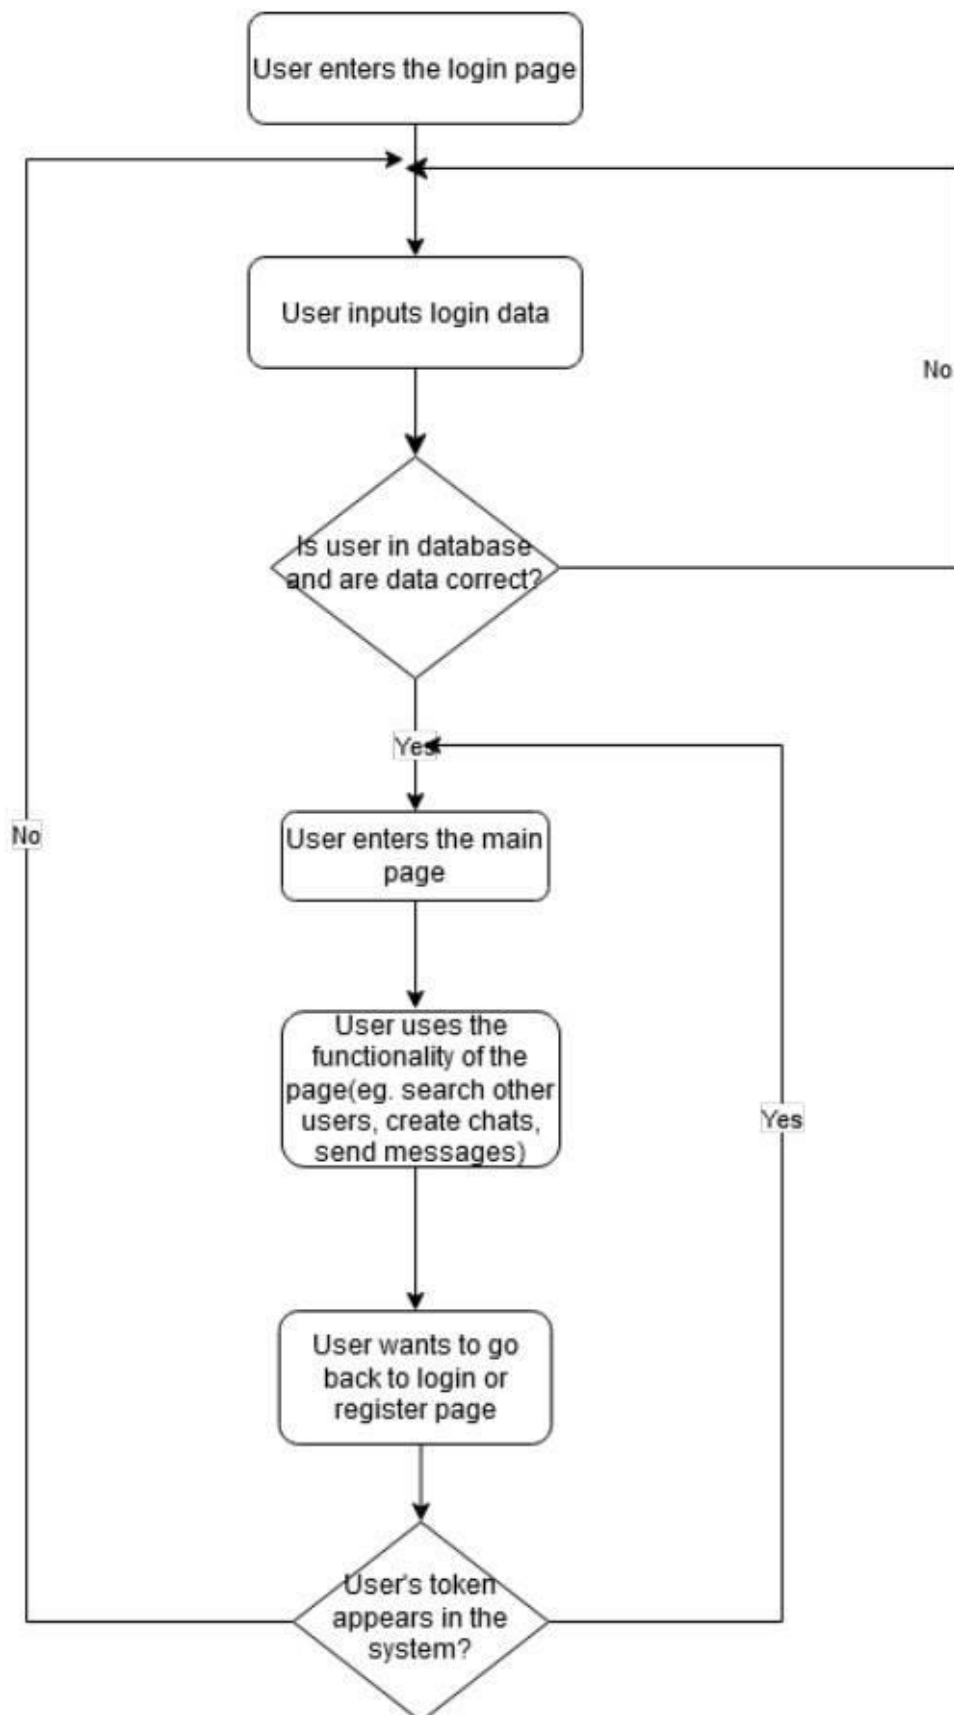 User enters the login page
User inputs login data
No
Is user in database
and are data correct?
Yes
User enters the main
page
No
User uses the
functionality of the
page(eg. search other
users, create chats,
send messages)
Yes
User wants to go
back to login or
register page
User's token
appears in the
system?